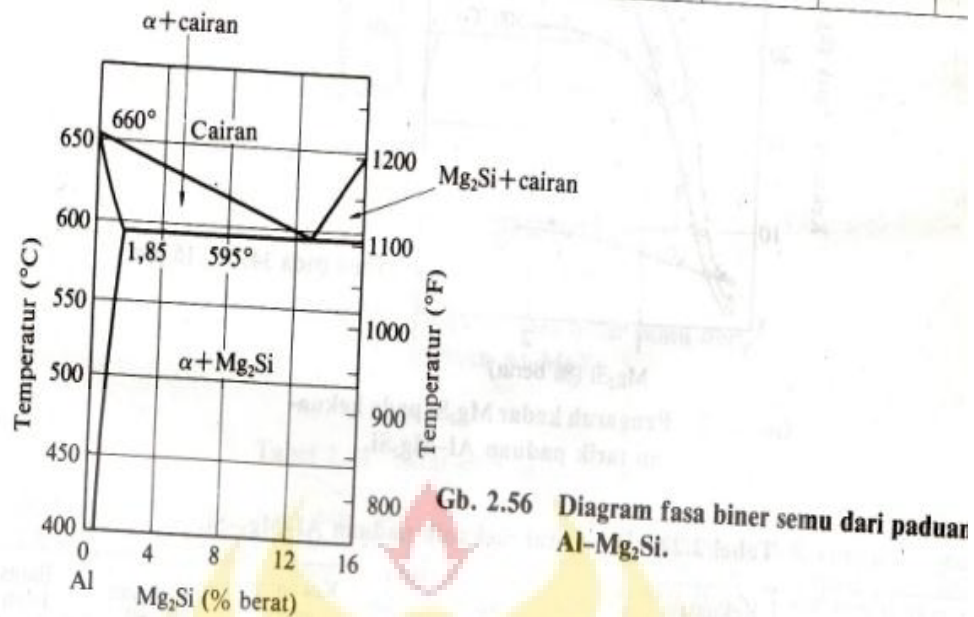 α+cairan
660°
Cairan
650
600
550
500
450
400
1200
1100
1000
900
800
Mg₂Si+cairan
1,85
595°
α+Mg₂Si
Temperatur (°C)
Temperatur (°F)
0 4 8 12 16
Al
Mg₂Si (% berat)
Gb. 2.56 Diagram fasa biner semu dari paduan
Al–Mg₂Si.